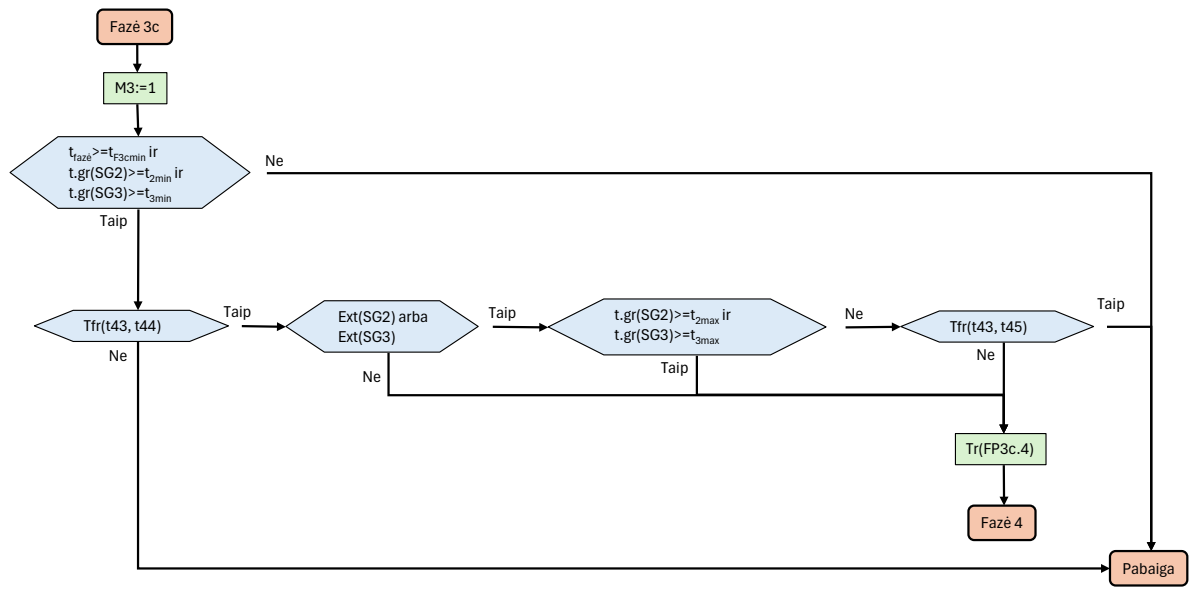 Fazė 3c
M3:=1
tfazė>=tF3cmin ir
t.gr(SG2)>=t2min ir
t.gr(SG3)>=t3min
Ne
Taip
Tfr(t43, t44)
Taip
Ne
Ext(SG2) arba
Ext(SG3)
Taip
Ne
t.gr(SG2)>=t2max ir
t.gr(SG3)>=t3max
Ne
Taip
Tfr(t43, t45)
Taip
Ne
Tr(FP3c.4)
Fazė 4
Pabaiga